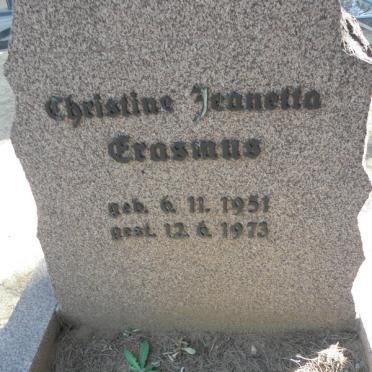 Christine Jeanetta
Erasmus
geb. 6. 11. 1951
gest. 12. 6. 1973